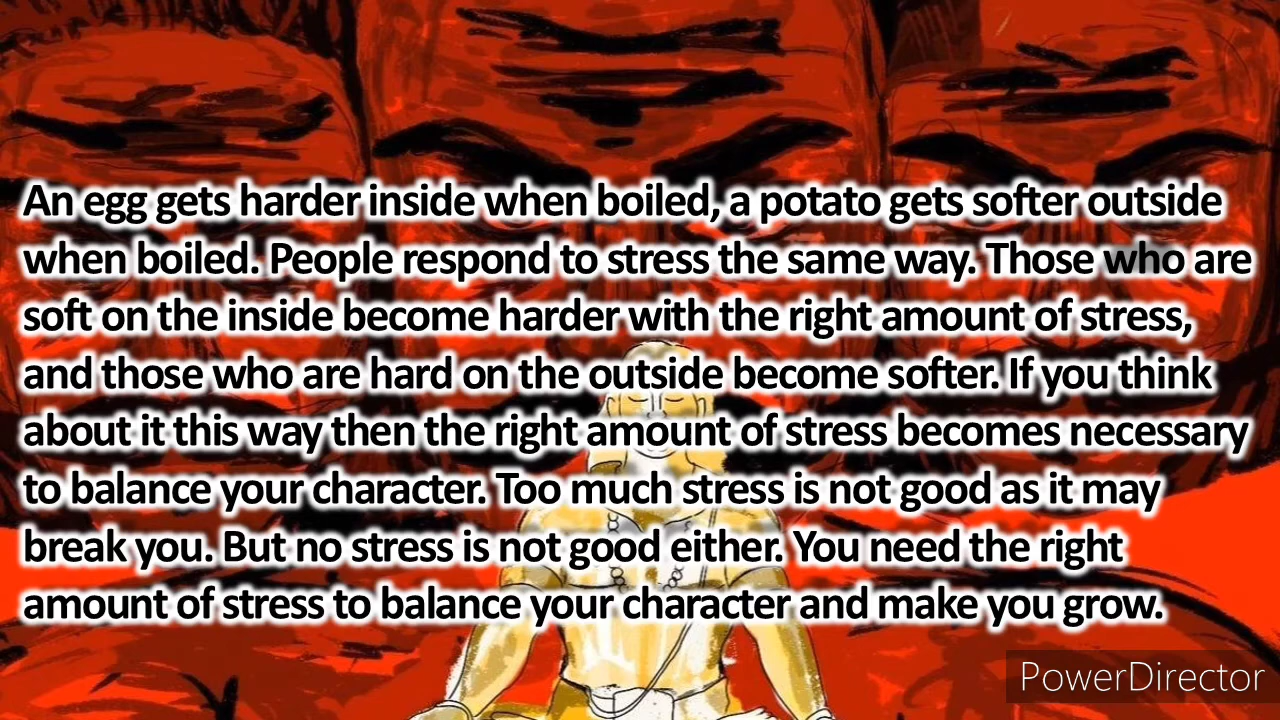 An egg gets harder inside when boiled, a potato gets softer outside
when boiled. People respond to stress the same way. Those who are
soft on the inside become harder with the right amount of stress,
and those who are hard on the outside become softer. If you think
about it this way then the right amount of stress becomes necessary
to balance your character. Too much stress is not good as it may
break you. But no stress is not good either. You need the right
amount of stress to balance your character and make you grow.
PowerDirector